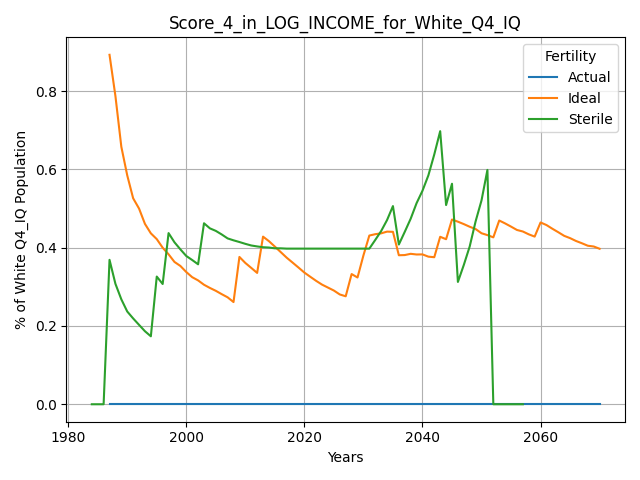 Score_4_in_LOG_INCOME_for_White_Q4_IQ
% of White Q4_IQ Population
0.8
0.6
0.4
0.2
0.0
Fertility
Actual
Ideal
Sterile
1980
2000
2020
2040
2060
Years